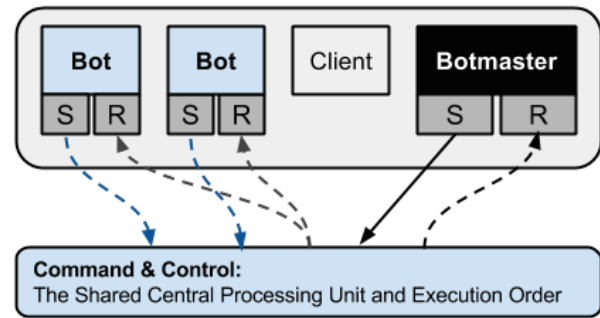 Bot
Bot
Client
Botmaster
S
R
S
R
S
R
Command & Control:
The Shared Central Processing Unit and Execution Order